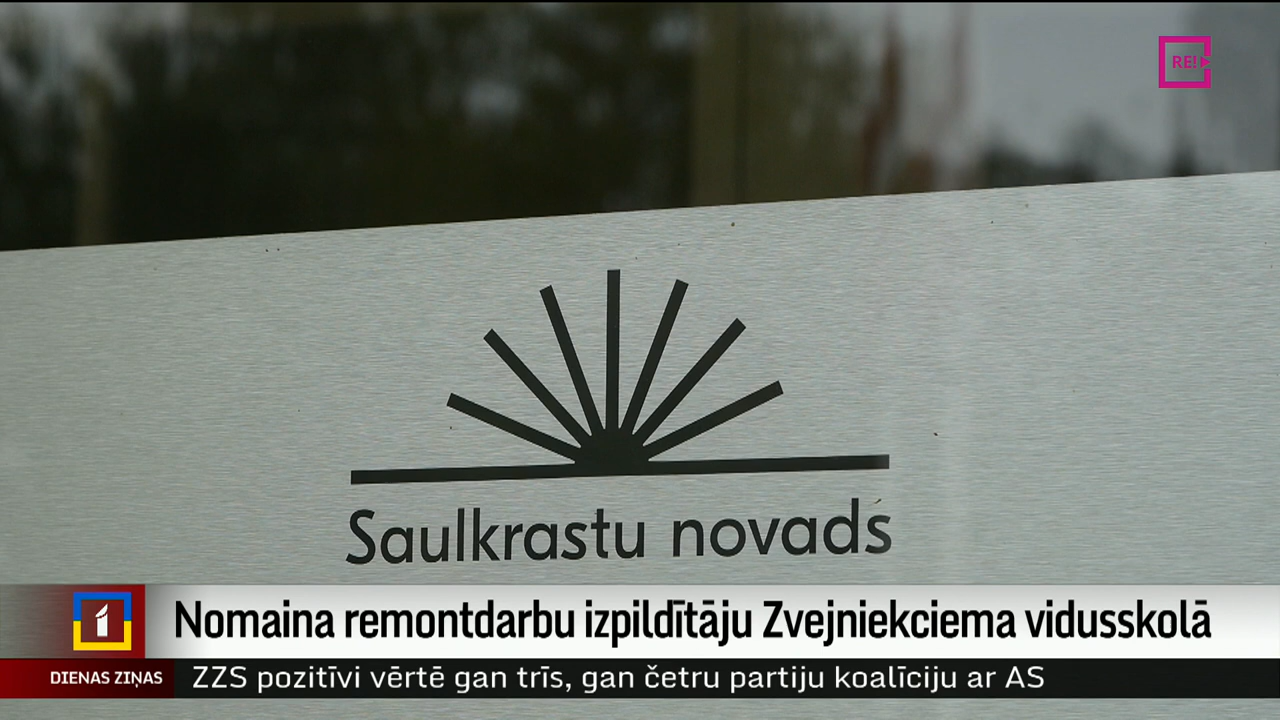 RE!
Saulkrastu novads
1
Nomaina remontdarbu izpildītāju Zvejniekciema vidusskolā
DIENAS ZIŅAS
ZZS pozitīvi vērtē gan trīs, gan četru partiju koalīciju ar AS